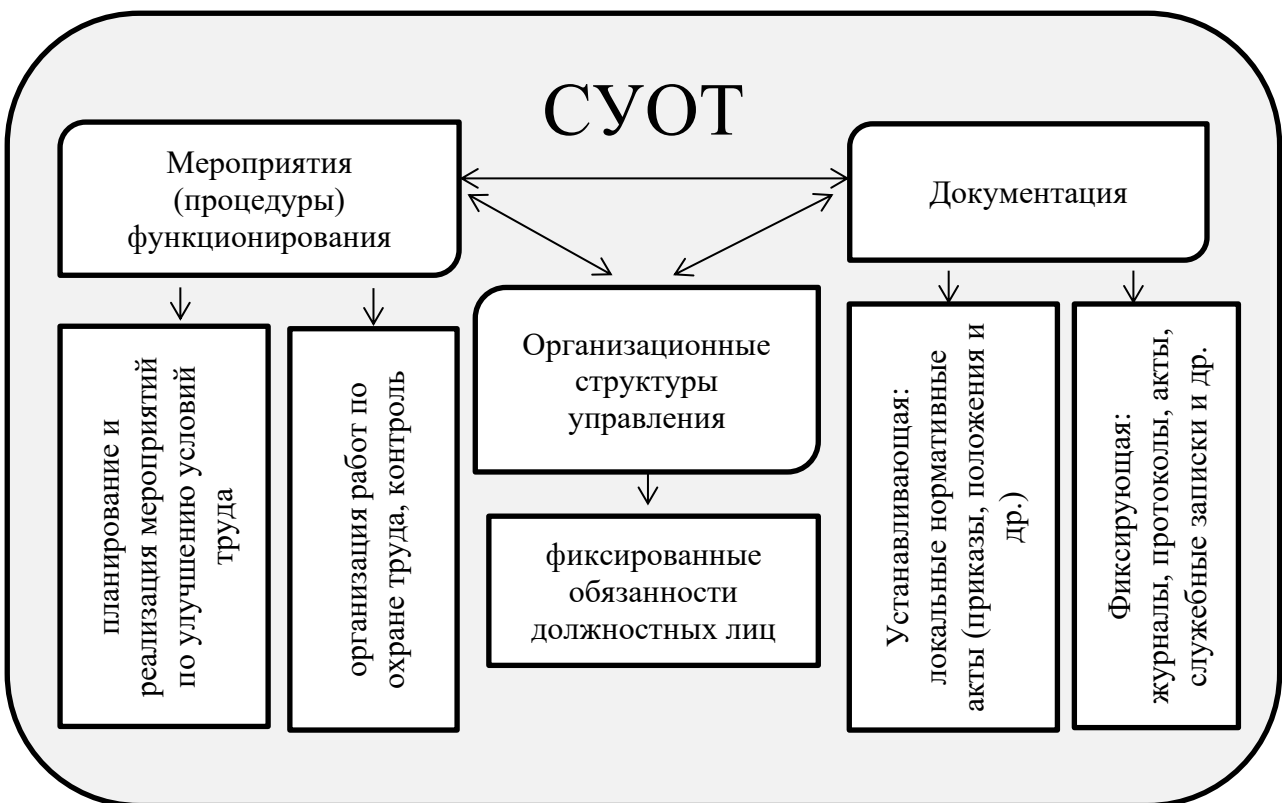 СУОТ
Мероприятия
(процедуры)
функционирования
Документация
Организационные
структуры
управления
планирование и
реализация мероприятий
по улучшению условий
труда
организация работ по
охране труда, контроль
фиксированные
обязанности
должностных лиц
Устанавливающая:
локальные нормативные
акты (приказы, положения и
др.)
Фиксирующая:
журналы, протоколы, акты,
служебные записки и др.